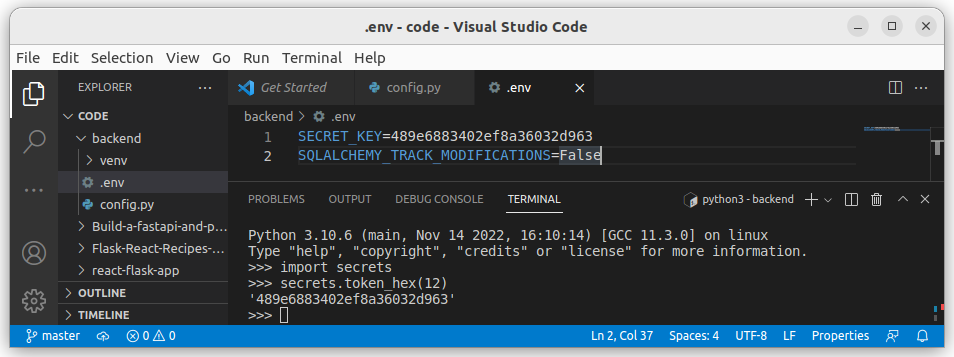 .env - code - Visual Studio Code
File Edit Selection View Go Run Terminal Help
EXPLORER
CODE
backend
venv
.env
config.py
Build-a-fastapi-and-p...
Flask-React-Recipes-...
react-flask-app
OUTLINE
TIMELINE
Get Started config.py .env
backend > .env
1 SECRET_KEY=489e6883402ef8a36032d963
2 SQLALCHEMY_TRACK_MODIFICATIONS=False
PROBLEMS OUTPUT DEBUG CONSOLE TERMINAL python3 - backend
Python 3.10.6 (main, Nov 14 2022, 16:10:14) [GCC 11.3.0] on linux
Type "help", "copyright", "credits" or "license" for more information.
>>> import secrets
>>> secrets.token_hex(12)
'489e6883402ef8a36032d963'
>>>
master 0 0 Ln 2, Col 37 Spaces: 4 UTF-8 LF Properties